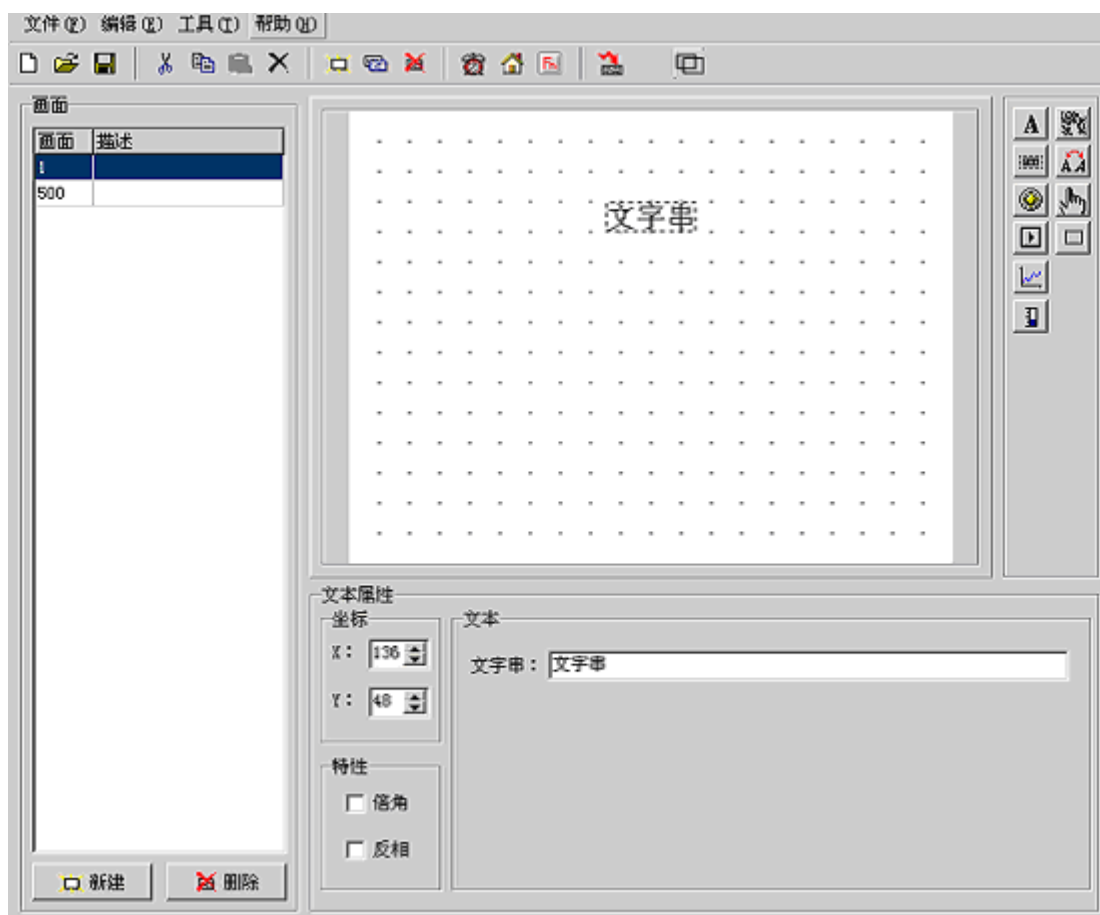 文件(F) 编辑(E) 工具(T) 帮助(H)
画面
画面 描述
1
500
文字串
A
文本属性
坐标
X： 136
Y： 48
特性
倍角
反相
文本
文字串： 文字串
新建 删除